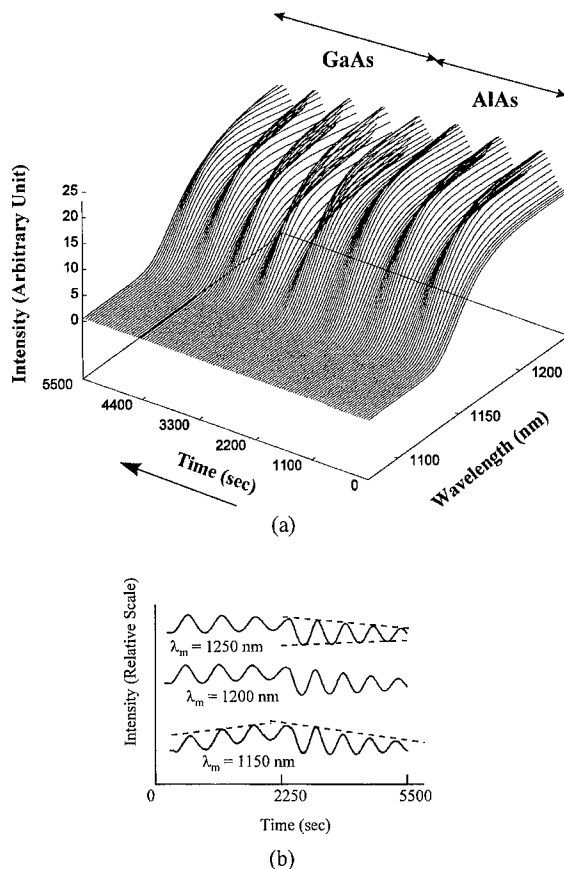 GaAs
AlAs
Intensity (Arbitrary Unit)
25
20
15
10
5
0
5500
4400
3300
2200
1100
0
Time (sec)
1100
1150
1200
Wavelength (nm)
(a)
Intensity (Relative Scale)
λm = 1250 nm
λm = 1200 nm
λm = 1150 nm
0
2250
5500
Time (sec)
(b)